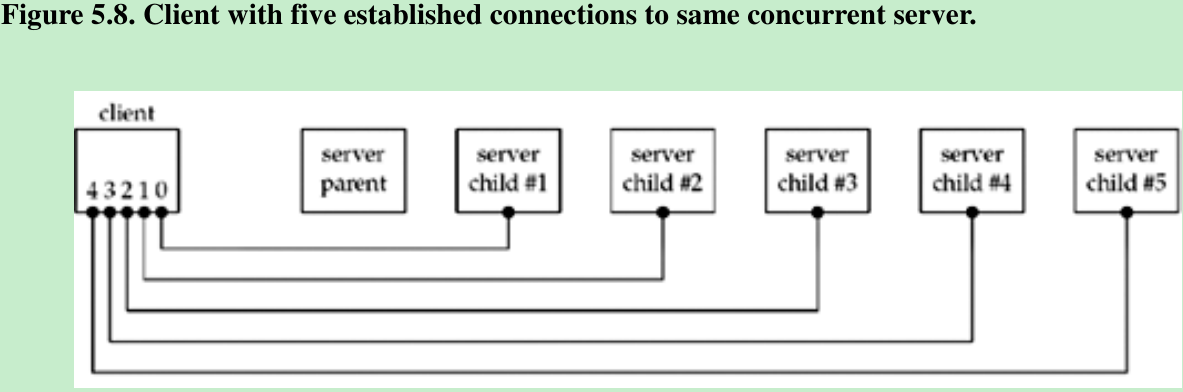 Figure 5.8. Client with five established connections to same concurrent server.
client
4 3 2 1 0
server
parent
server
child #1
server
child #2
server
child #3
server
child #4
server
child #5